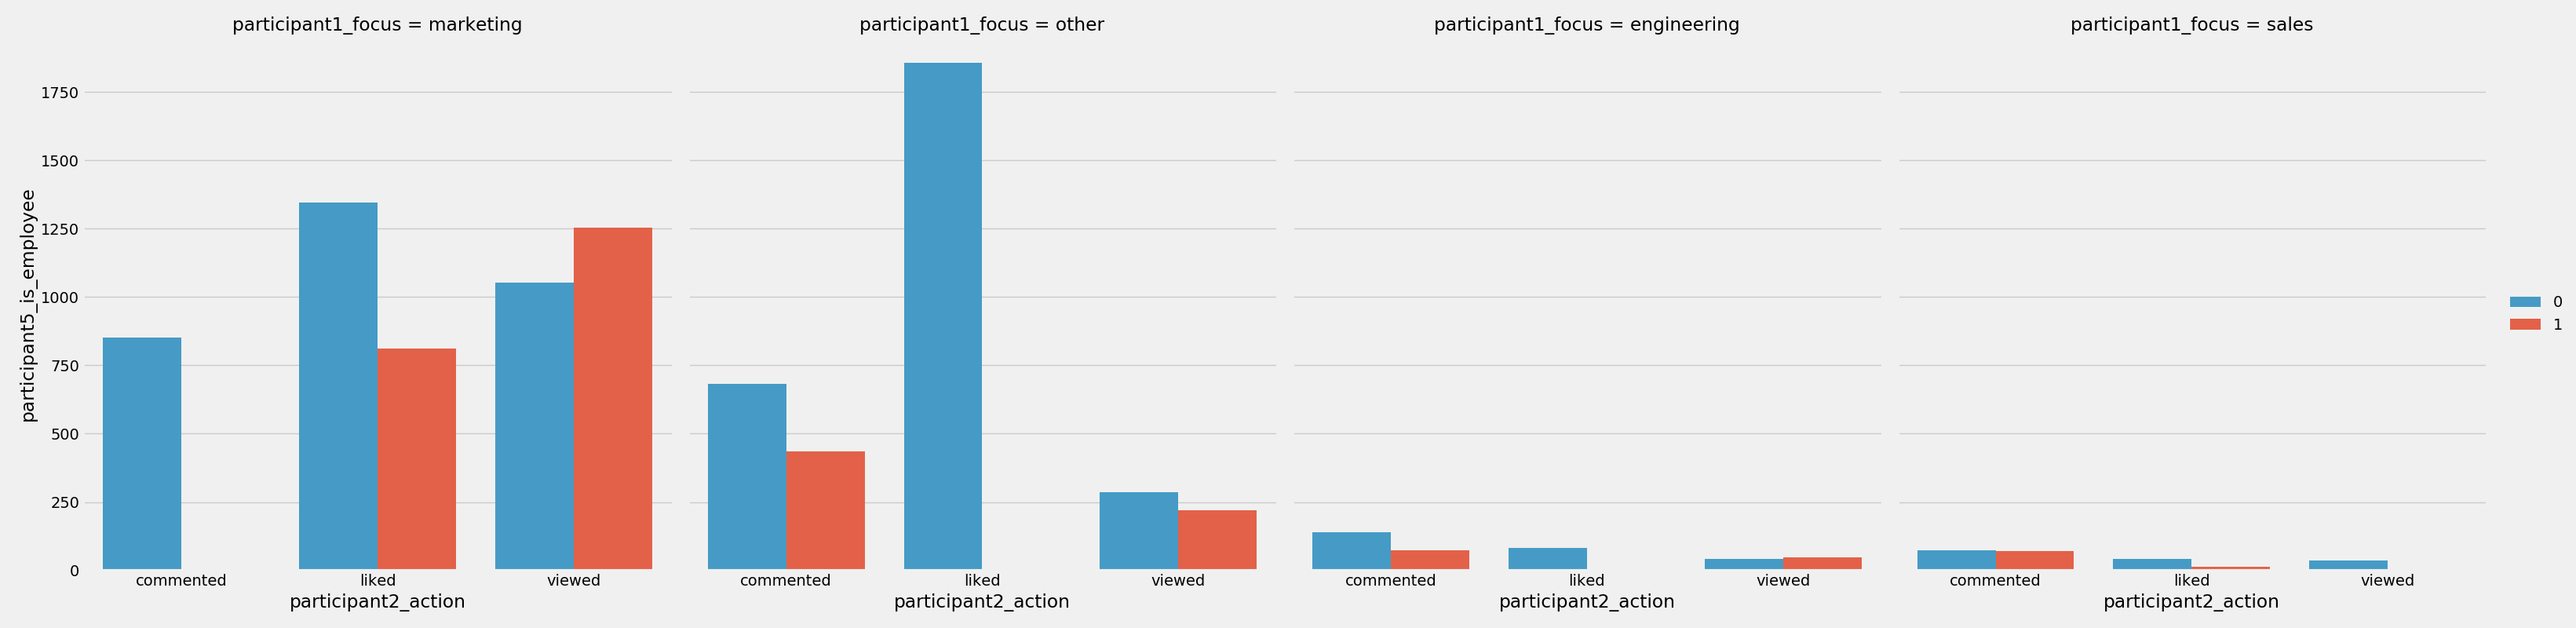 participant1_focus = marketing
participant1_focus = other
participant1_focus = engineering
participant1_focus = sales
participant5_is_employee
1750
1500
1250
1000
750
500
250
0
commented liked viewed
commented liked viewed
commented liked viewed
commented liked viewed
participant2_action
participant2_action
participant2_action
participant2_action
0
1